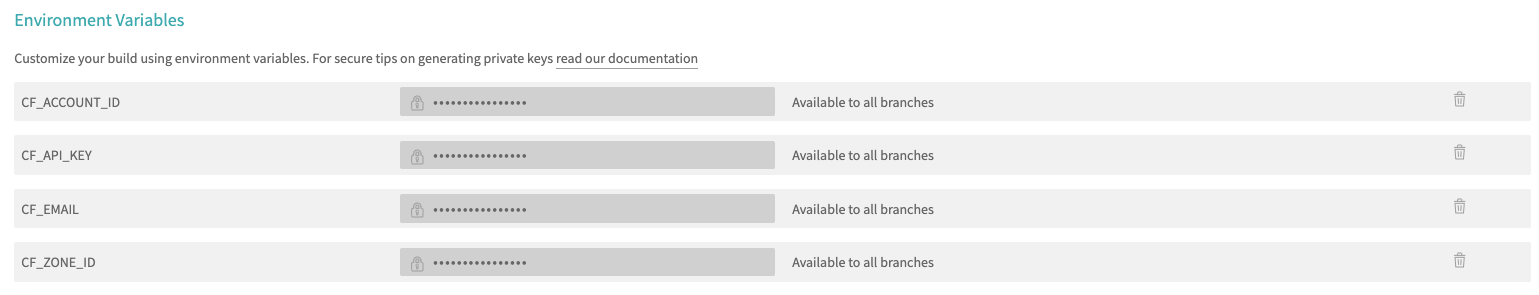 Environment Variables
Customize your build using environment variables. For secure tips on generating private keys read our documentation
CF_ACCOUNT_ID •••••••••••••••• Available to all branches
CF_API_KEY •••••••••••••••• Available to all branches
CF_EMAIL •••••••••••••••• Available to all branches
CF_ZONE_ID •••••••••••••••• Available to all branches